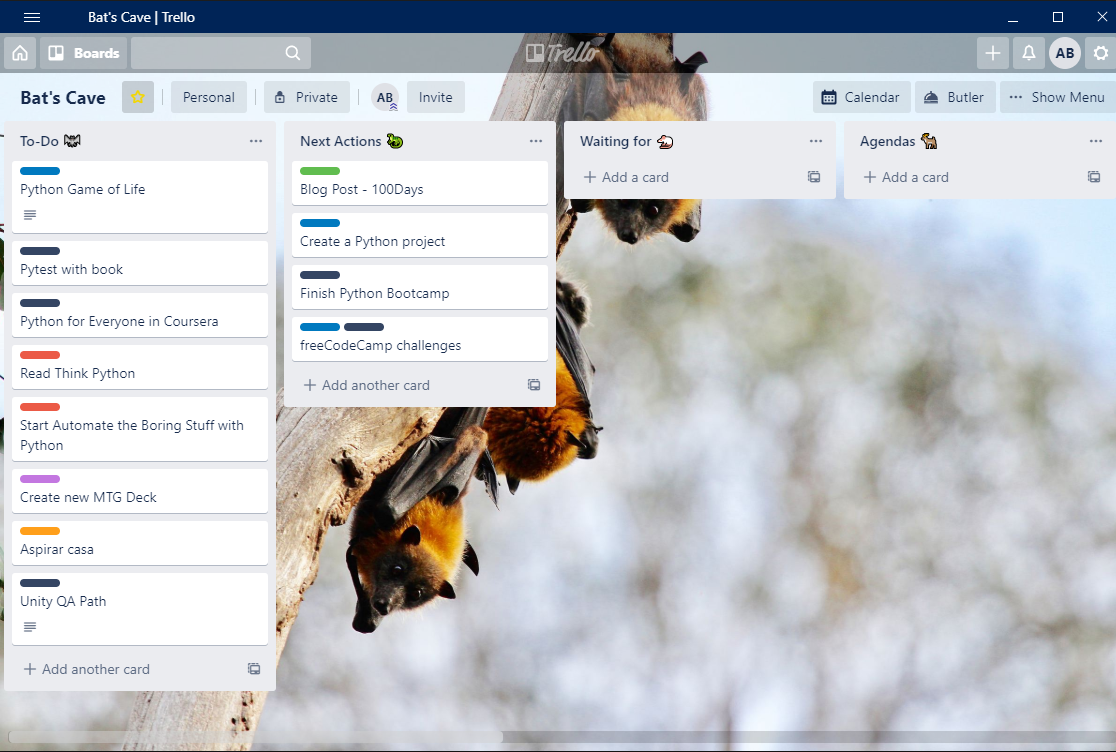 Bat's Cave | Trello
Boards
Trello
AB
Bat's Cave
Personal
Private
AB
Invite
Calendar
Butler
Show Menu
To-Do
Python Game of Life
Pytest with book
Python for Everyone in Coursera
Read Think Python
Start Automate the Boring Stuff with
Python
Create new MTG Deck
Aspirar casa
Unity QA Path
Add another card
Next Actions
Blog Post - 100Days
Create a Python project
Finish Python Bootcamp
freeCodeCamp challenges
Add another card
Waiting for
Add a card
Agendas
Add a card